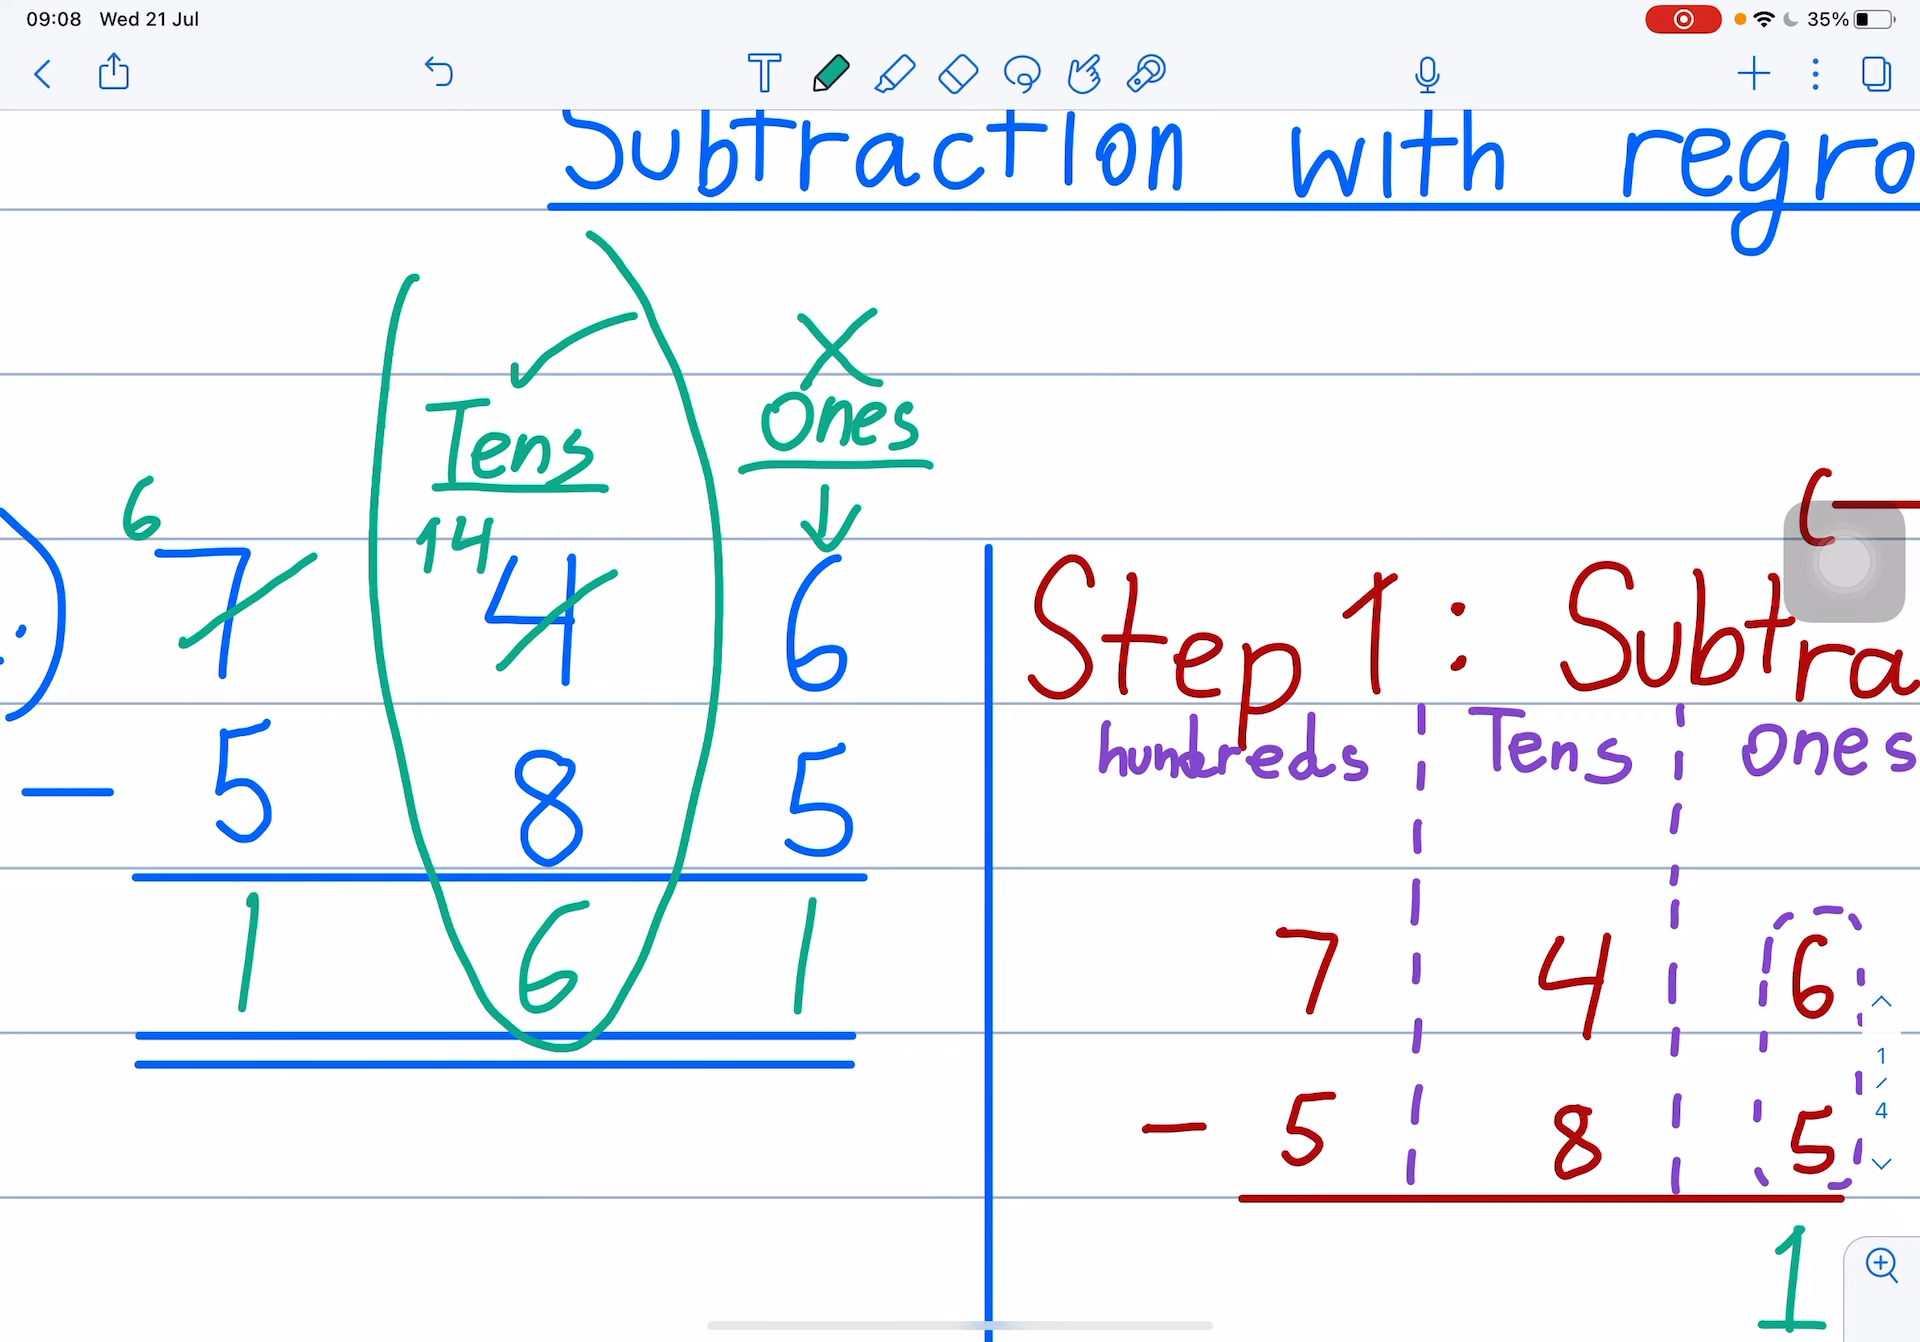 09:08 Wed 21 Jul
35%
Subtraction with regro
X
Tens Ones
6 14
7 4 6
- 5 8 5
1 6 1
Step 1: Subtra
hundreds Tens Ones
7 4 6
- 5 8 5
1
1
/
4